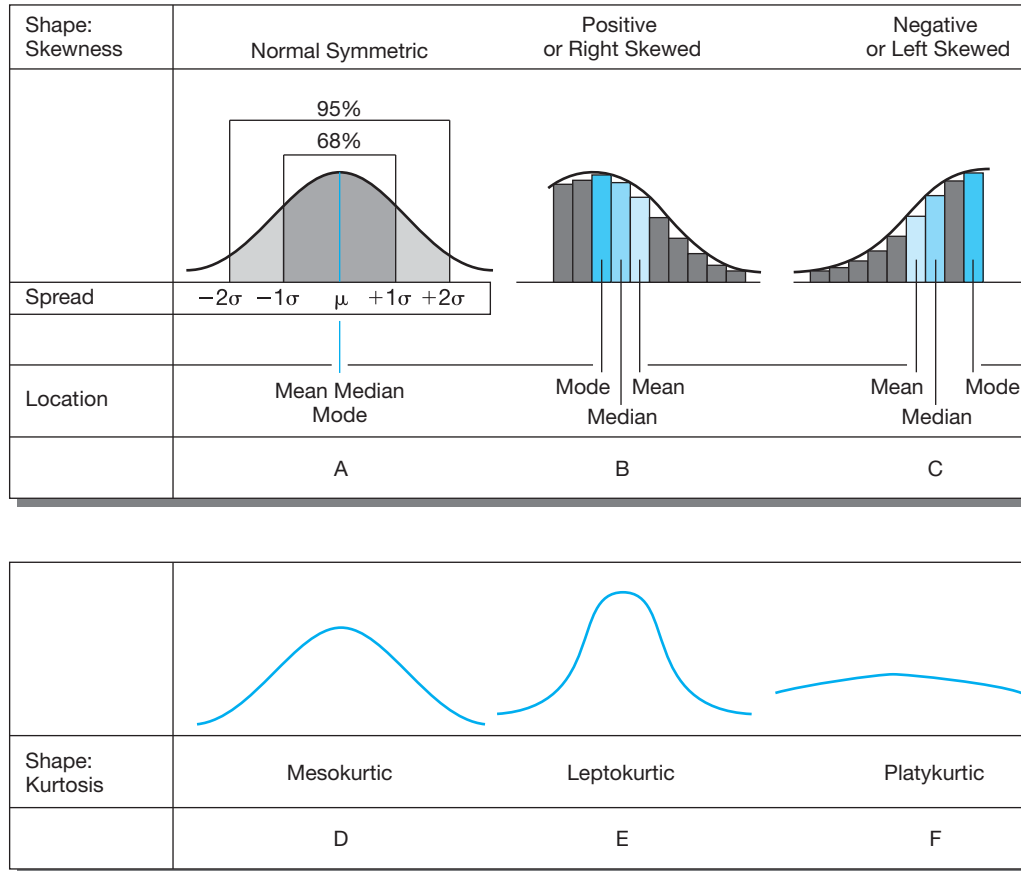 Shape:
Skewness
Normal Symmetric
Positive
or Right Skewed
Negative
or Left Skewed
95%
68%
Spread
−2σ −1σ μ +1σ +2σ
Location
Mean Median
Mode
Mode Mean
Median
Mean Mode
Median
A B C
Shape:
Kurtosis
Mesokurtic
Leptokurtic
Platykurtic
D E F